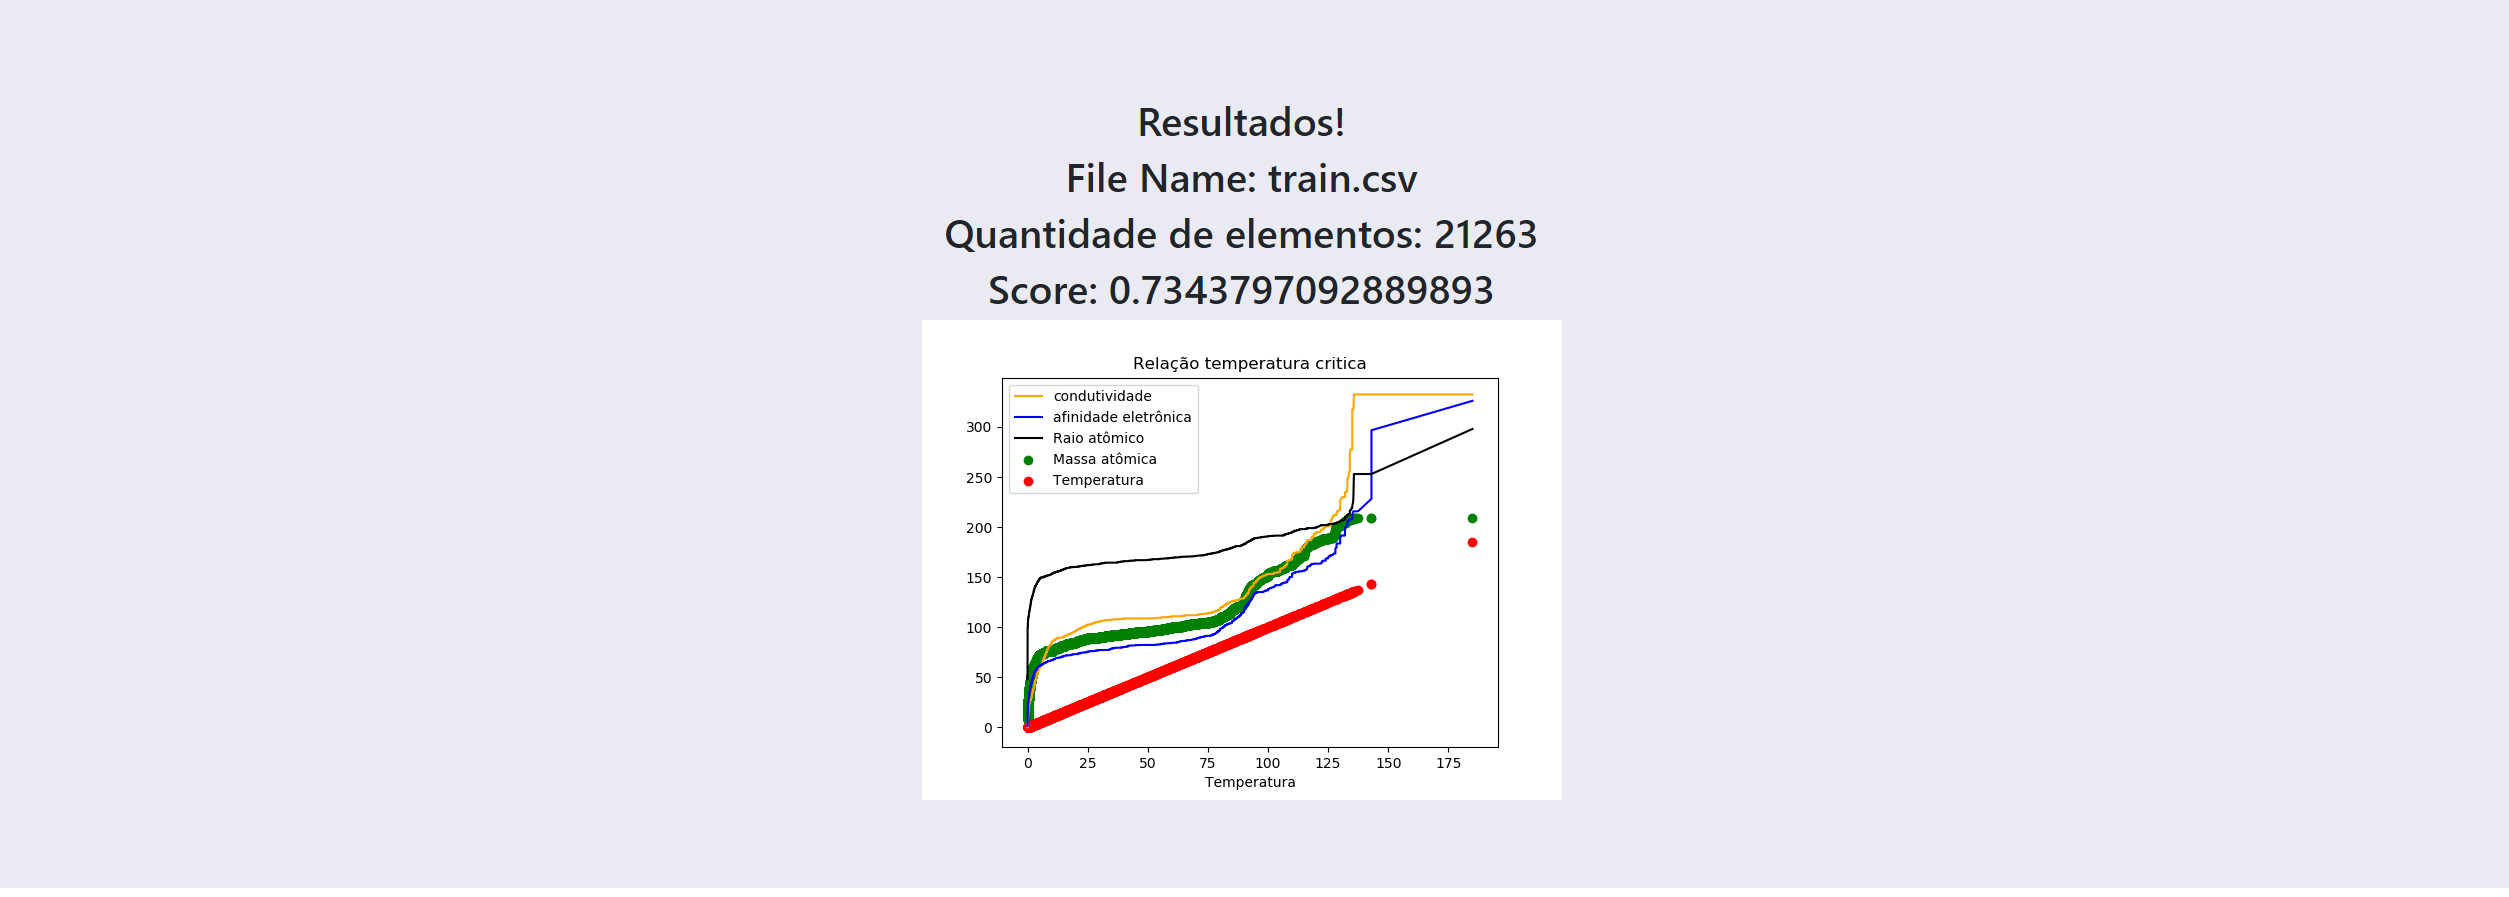 Resultados!
File Name: train.csv
Quantidade de elementos: 21263
Score: 0.7343797092889893
Relação temperatura critica
condutividade
afinidade eletrônica
Raio atômico
Massa atômica
Temperatura
300
250
200
150
100
50
0
0 25 50 75 100 125 150 175
Temperatura